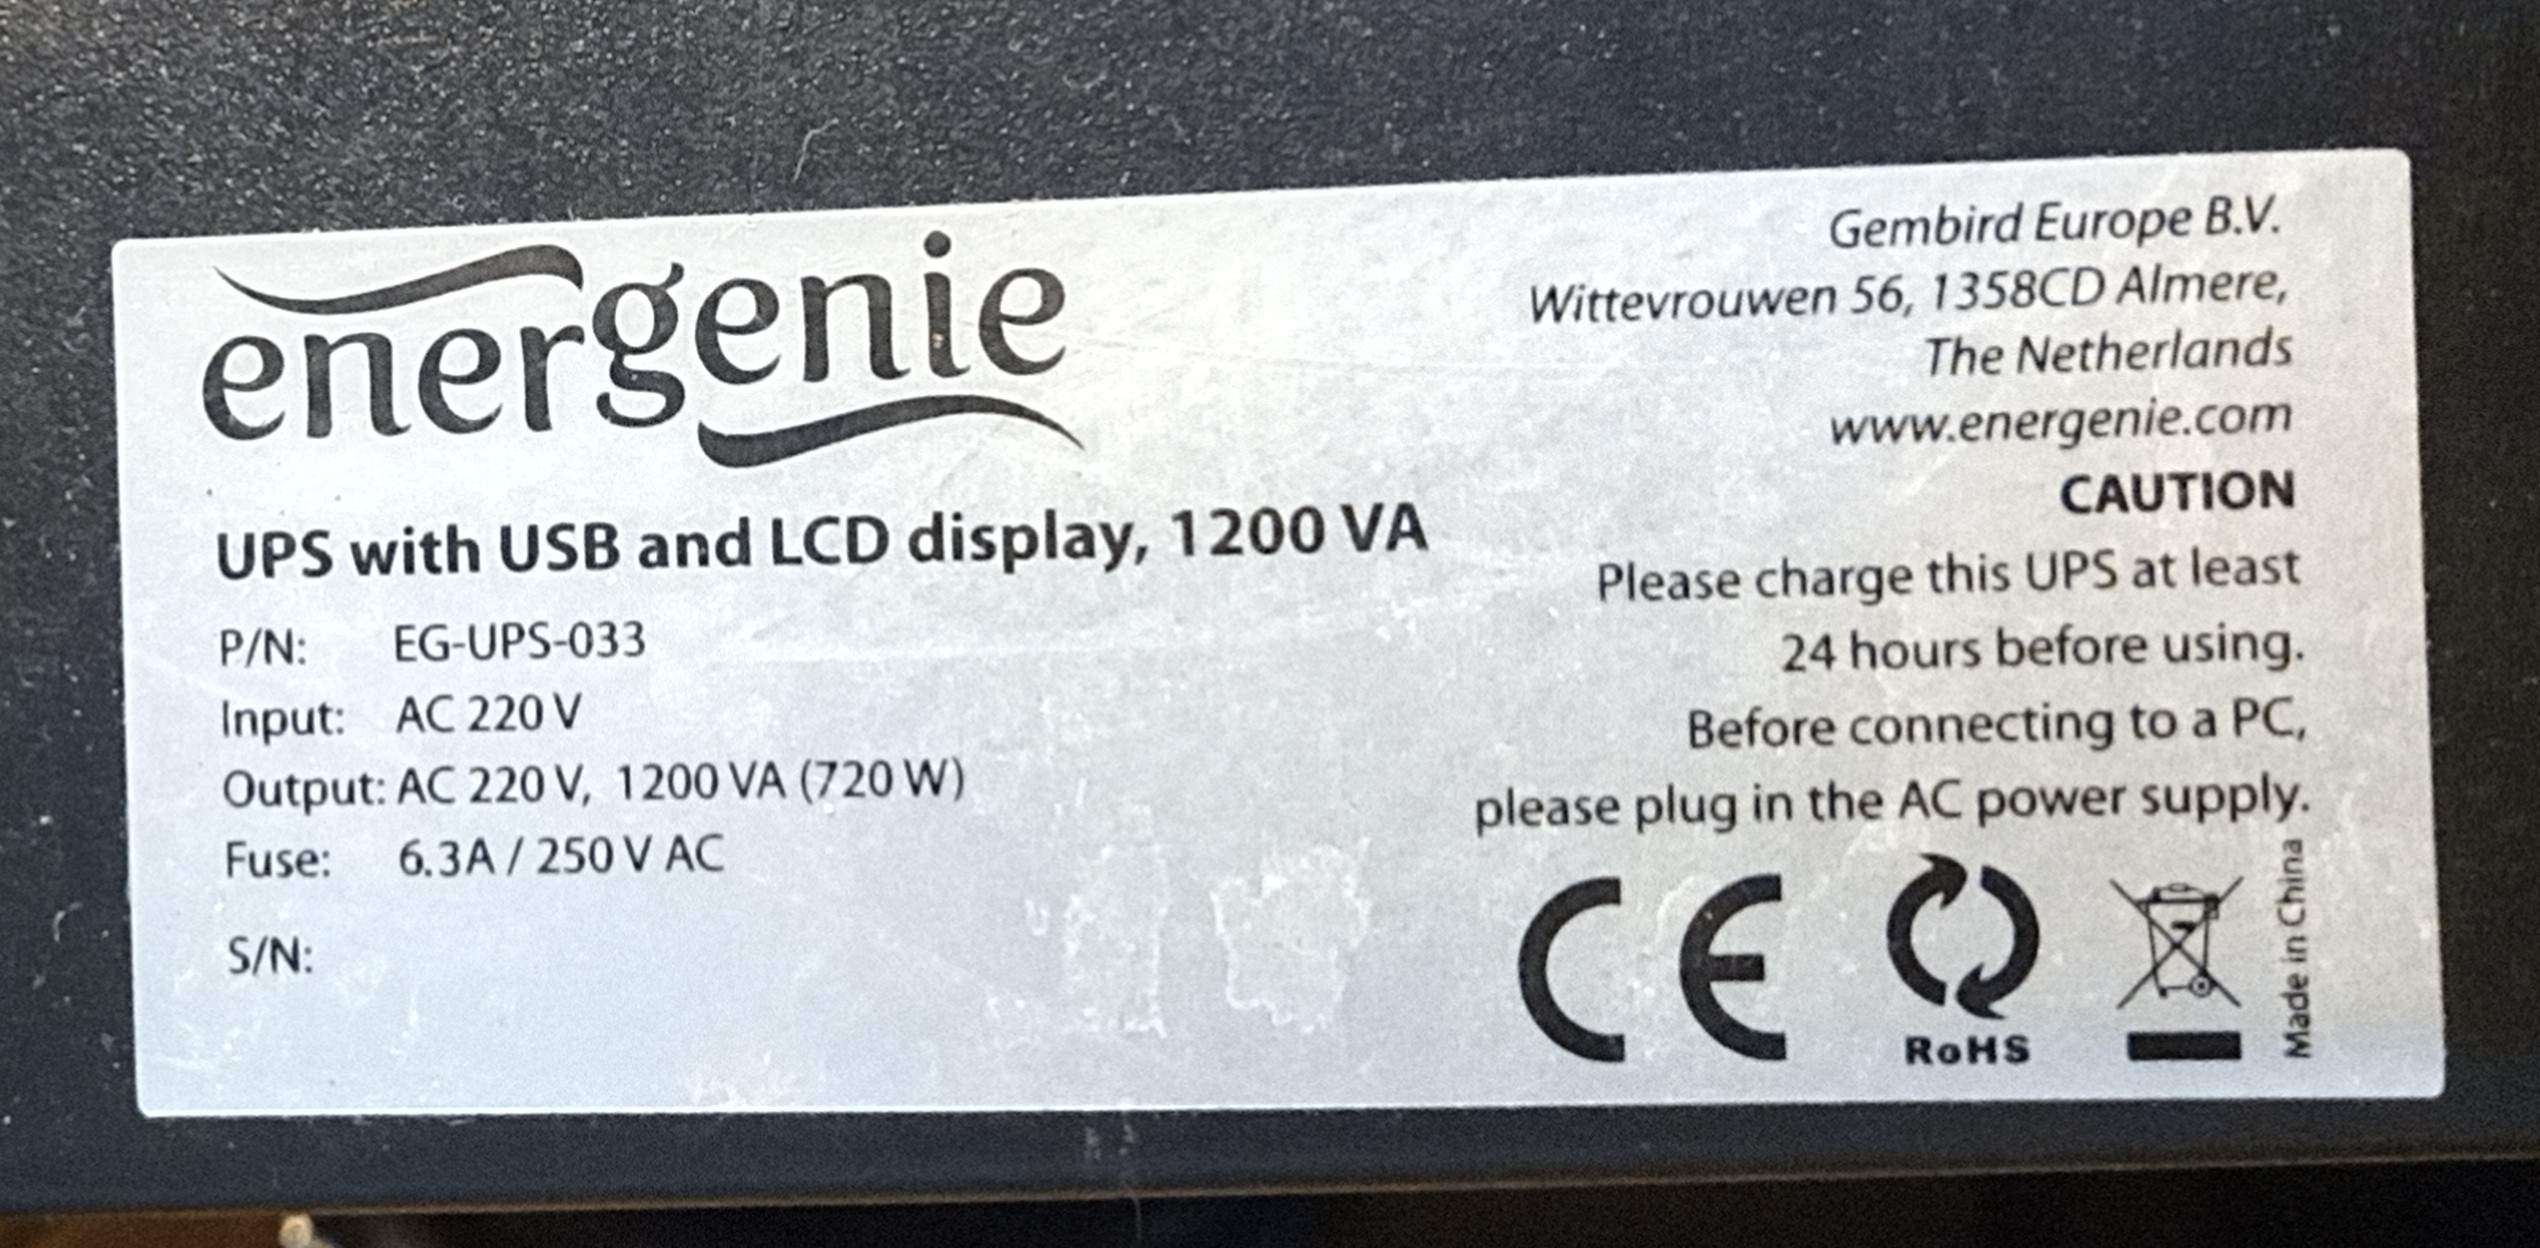 energenie
UPS with USB and LCD display, 1200 VA
P/N: EG-UPS-033
Input: AC 220 V
Output: AC 220 V, 1200 VA (720 W)
Fuse: 6.3A / 250 V AC
S/N:
Gembird Europe B.V.
Wittevrouwen 56, 1358CD Almere,
The Netherlands
www.energenie.com
CAUTION
Please charge this UPS at least
24 hours before using.
Before connecting to a PC,
please plug in the AC power supply.
CE
RoHS
Made in China